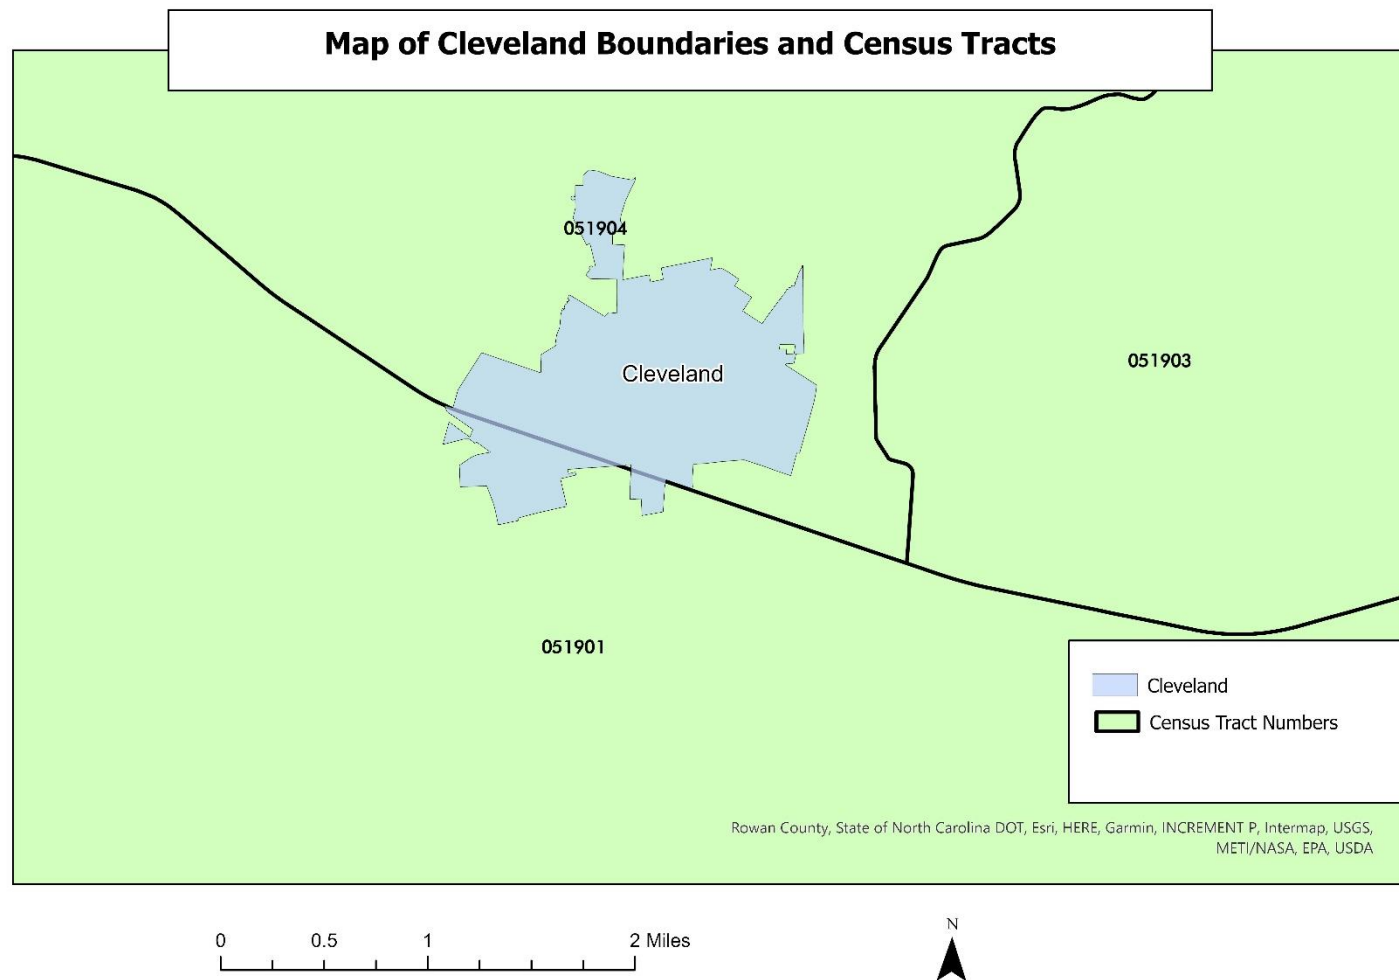 Map of Cleveland Boundaries and Census Tracts
051904
051903
Cleveland
051901
Cleveland
Census Tract Numbers
Rowan County, State of North Carolina DOT, Esri, HERE, Garmin, INCREMENT P, Intermap, USGS,
METI/NASA, EPA, USDA
0 0.5 1 2 Miles
N